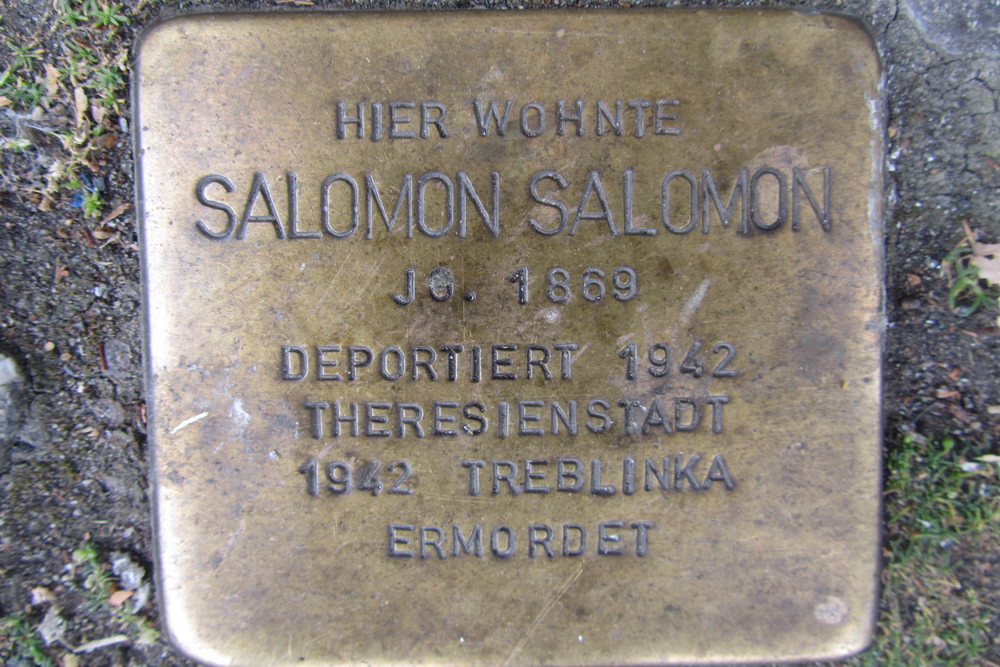 HIER WOHNTE
SALOMON SALOMON
JG. 1869
DEPORTIERT 1942
THERESIENSTADT
1942 TREBLINKA
ERMORDET